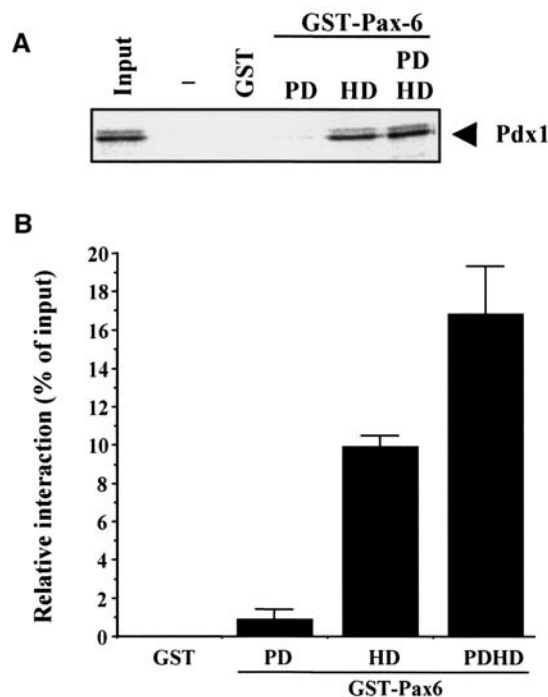 A
GST-Pax-6
Input
–
GST
PD
HD
PD
HD
Pdx1
B
Relative interaction (% of input)
20
18
16
14
12
10
8
6
4
2
0
GST
PD
HD
PDHD
GST-Pax6